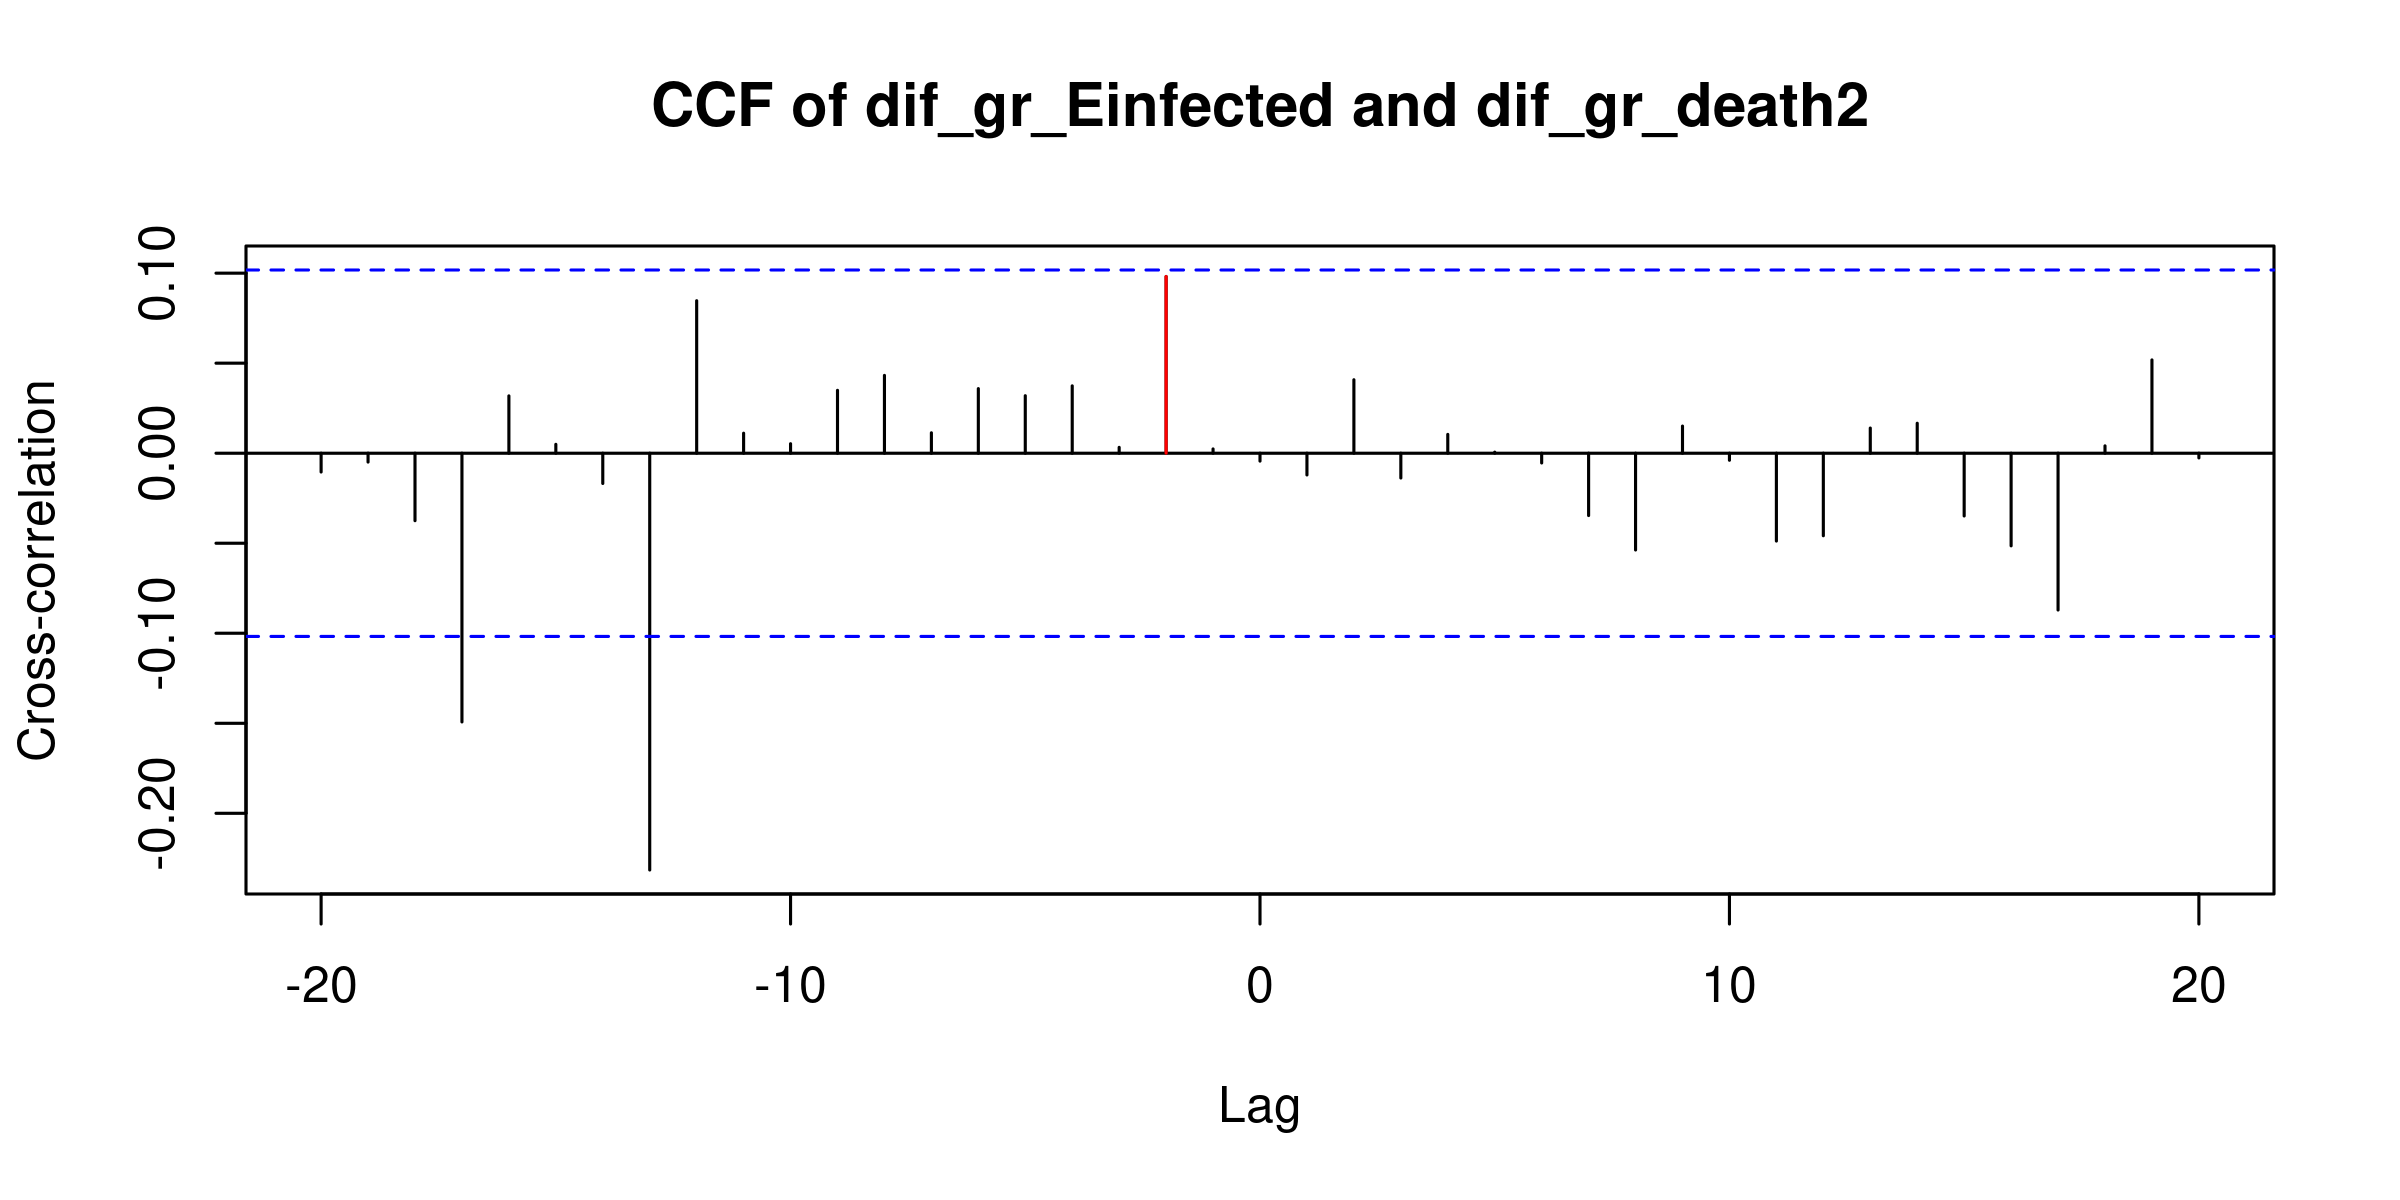 CCF of dif_gr_Einfected and dif_gr_death2
Cross-correlation
0.10
0.00
-0.10
-0.20
-20 -10 0 10 20
Lag